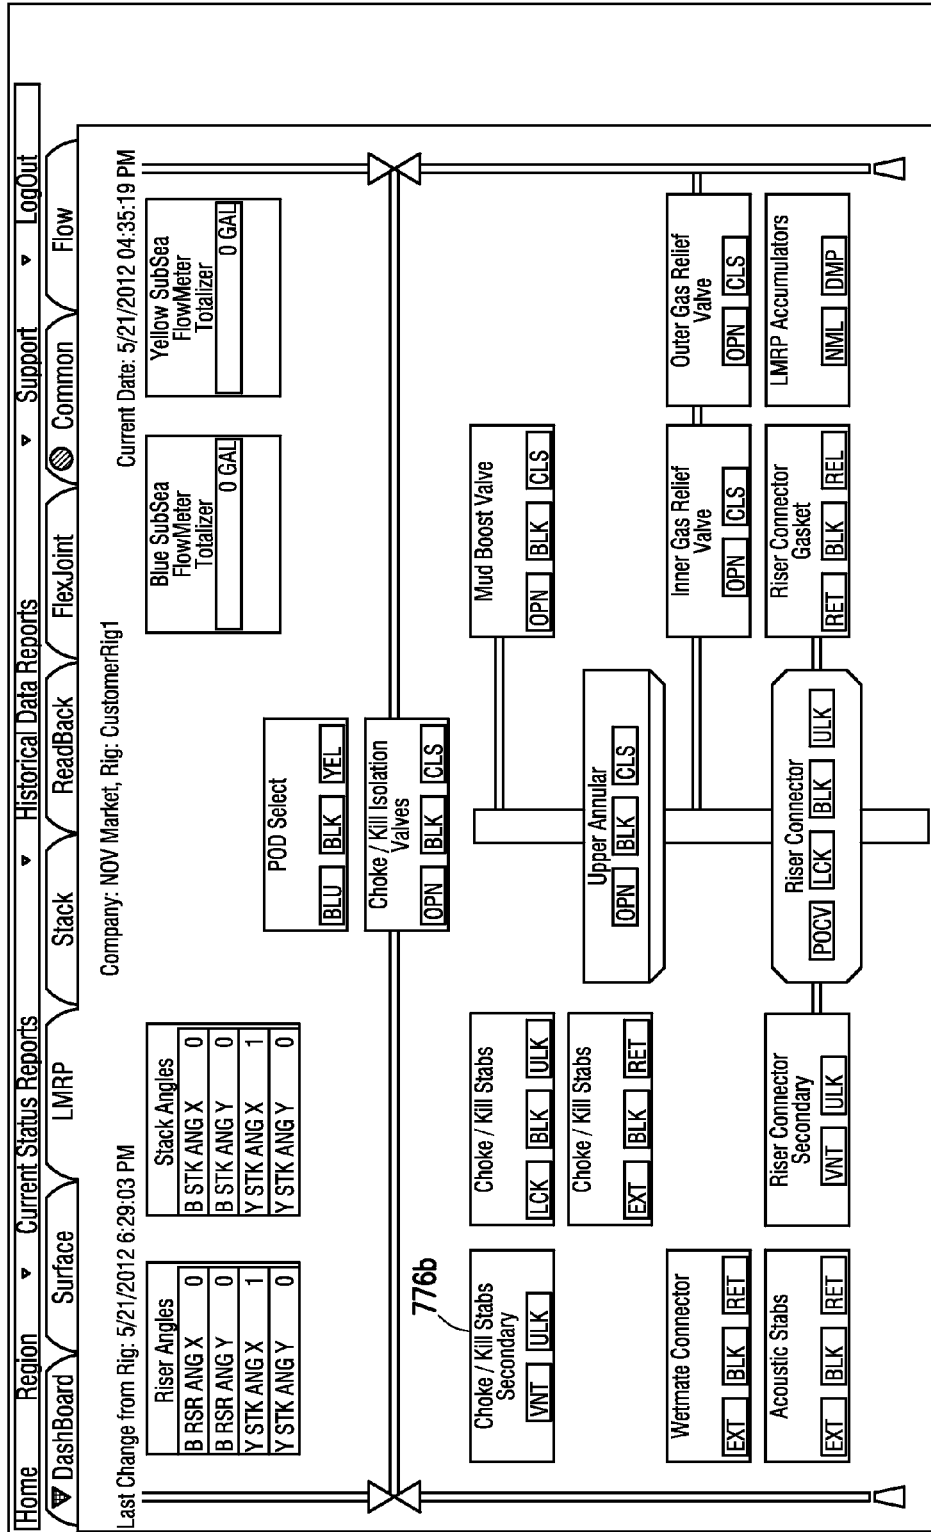 Home Region Current Status Reports Historical Data Reports Support LogOut
DashBoard Surface LMRP Stack ReadBack FlexJoint Common Flow
Company: NOV Market, Rig: CustomerRig1
Last Change from Rig: 5/21/2012 6:29:03 PM
Current Date: 5/21/2012 04:35:19 PM
Riser Angles
B RSR ANG X 0
B RSR ANG Y 0
Y STK ANG X 1
Y STK ANG Y 0
Stack Angles
B STK ANG X 0
B STK ANG Y 0
Y STK ANG X 1
Y STK ANG Y 0
Blue SubSea
FlowMeter
Totalizer
0 GAL
Yellow SubSea
FlowMeter
Totalizer
0 GAL
POD Select
BLU BLK YEL
Choke / Kill Isolation
Valves
OPN BLK CLS
776b
Choke / Kill Stabs
Secondary
VNT ULK
Choke / Kill Stabs
LCK BLK ULK
Mud Boost Valve
OPN BLK CLS
Choke / Kill Stabs
EXT BLK RET
Upper Annular
OPN BLK CLS
Wetmate Connector
EXT BLK RET
Inner Gas Relief
Valve
OPN CLS
Outer Gas Relief
Valve
OPN CLS
Acoustic Stabs
EXT BLK RET
Riser Connector
Secondary
VNT ULK
Riser Connector
POCV LCK BLK ULK
Riser Connector
Gasket
RET BLK REL
LMRP Accumulators
NML DMP